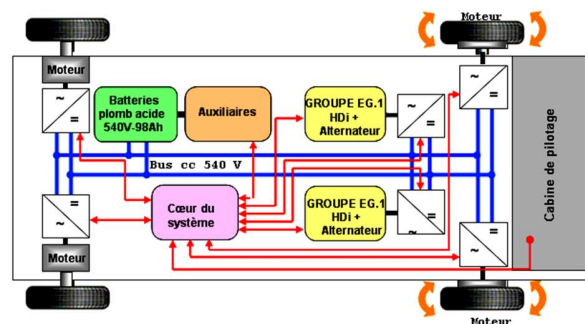 Moteur
Moteur
~
=
Batteries
plomb acide
540V-98Ah
Auxiliaires
GROUPE EG.1
HDi +
Alternateur
~
=
~
=
Bus cc 540 V
Cabine de pilotage
Cœur du
système
GROUPE EG.1
HDi +
Alternateur
~
=
~
=
~
=
Moteur
Moteur